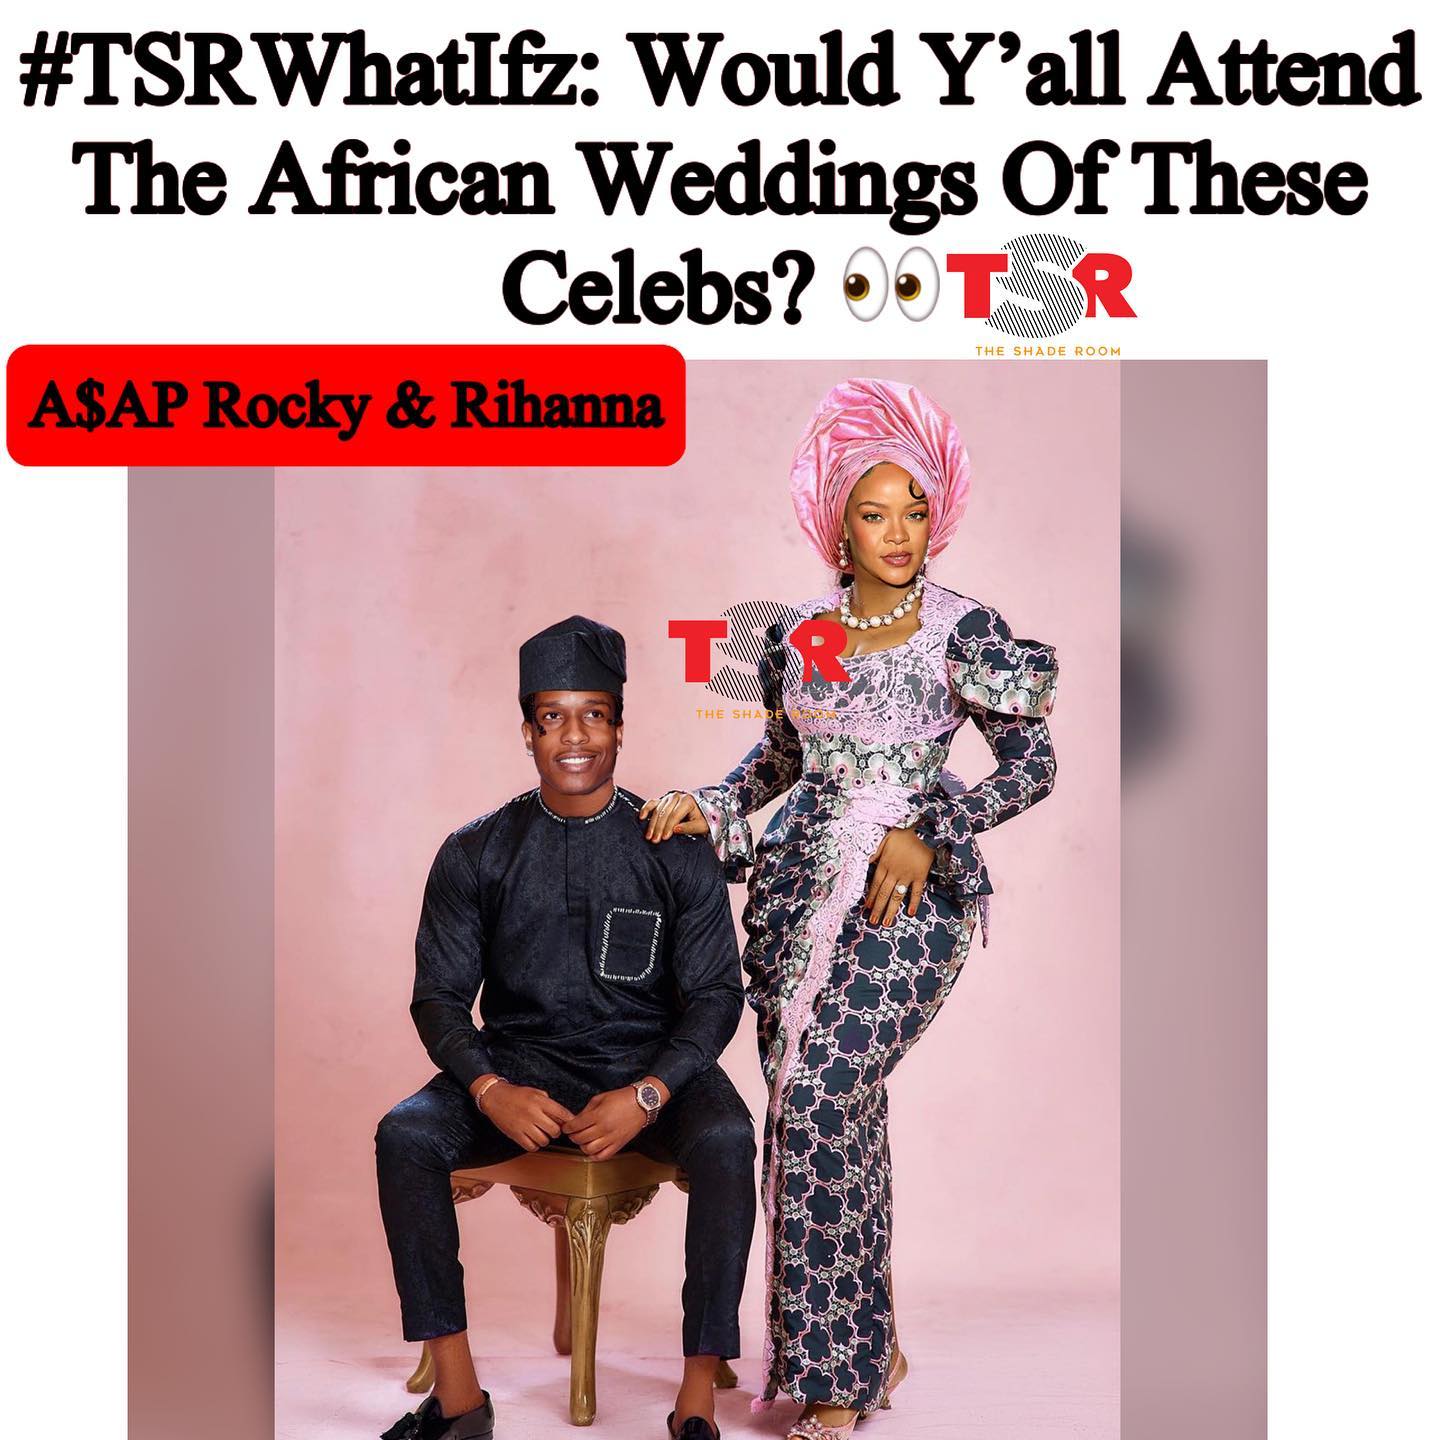 #TSRWhatIfz: Would Y’all Attend
The African Weddings Of These
Celebs? 👀
TSR
THE SHADE ROOM
A$AP Rocky & Rihanna
TSR
THE SHADE ROOM